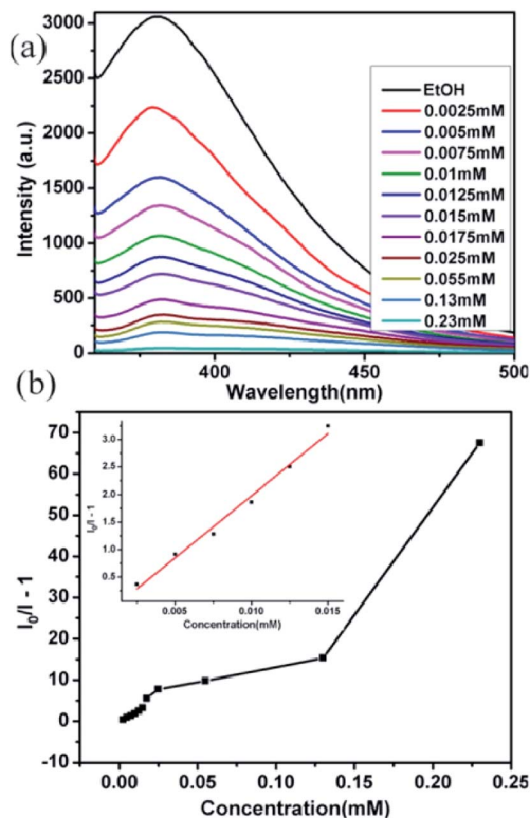 (a)
3000
2500
2000
1500
1000
500
0
Intensity (a.u.)
EtOH
0.0025mM
0.005mM
0.0075mM
0.01mM
0.0125mM
0.015mM
0.0175mM
0.025mM
0.055mM
0.13mM
0.23mM
400 450 500
Wavelength(nm)
(b)
70
60
50
40
30
20
10
0
-10
I₀/I - 1
3.0
2.5
2.0
1.5
1.0
0.5
I₀/I - 1
0.005 0.010 0.015
Concentration(mM)
0.00 0.05 0.10 0.15 0.20 0.25
Concentration(mM)